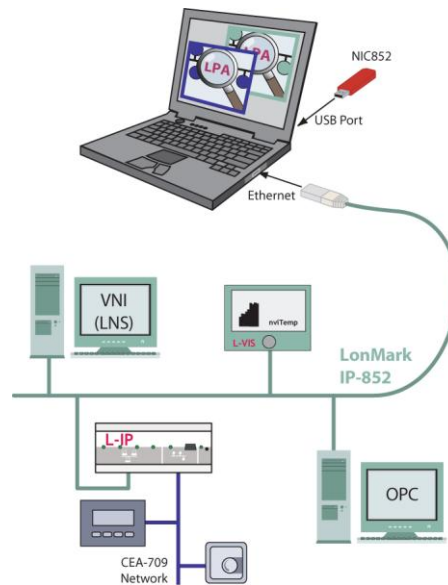 LPA
LPA
NIC852
USB Port
Ethernet
VNI
(LNS)
nviTemp
L-VIS
LonMark
IP-852
L-IP
OPC
CEA-709
Network